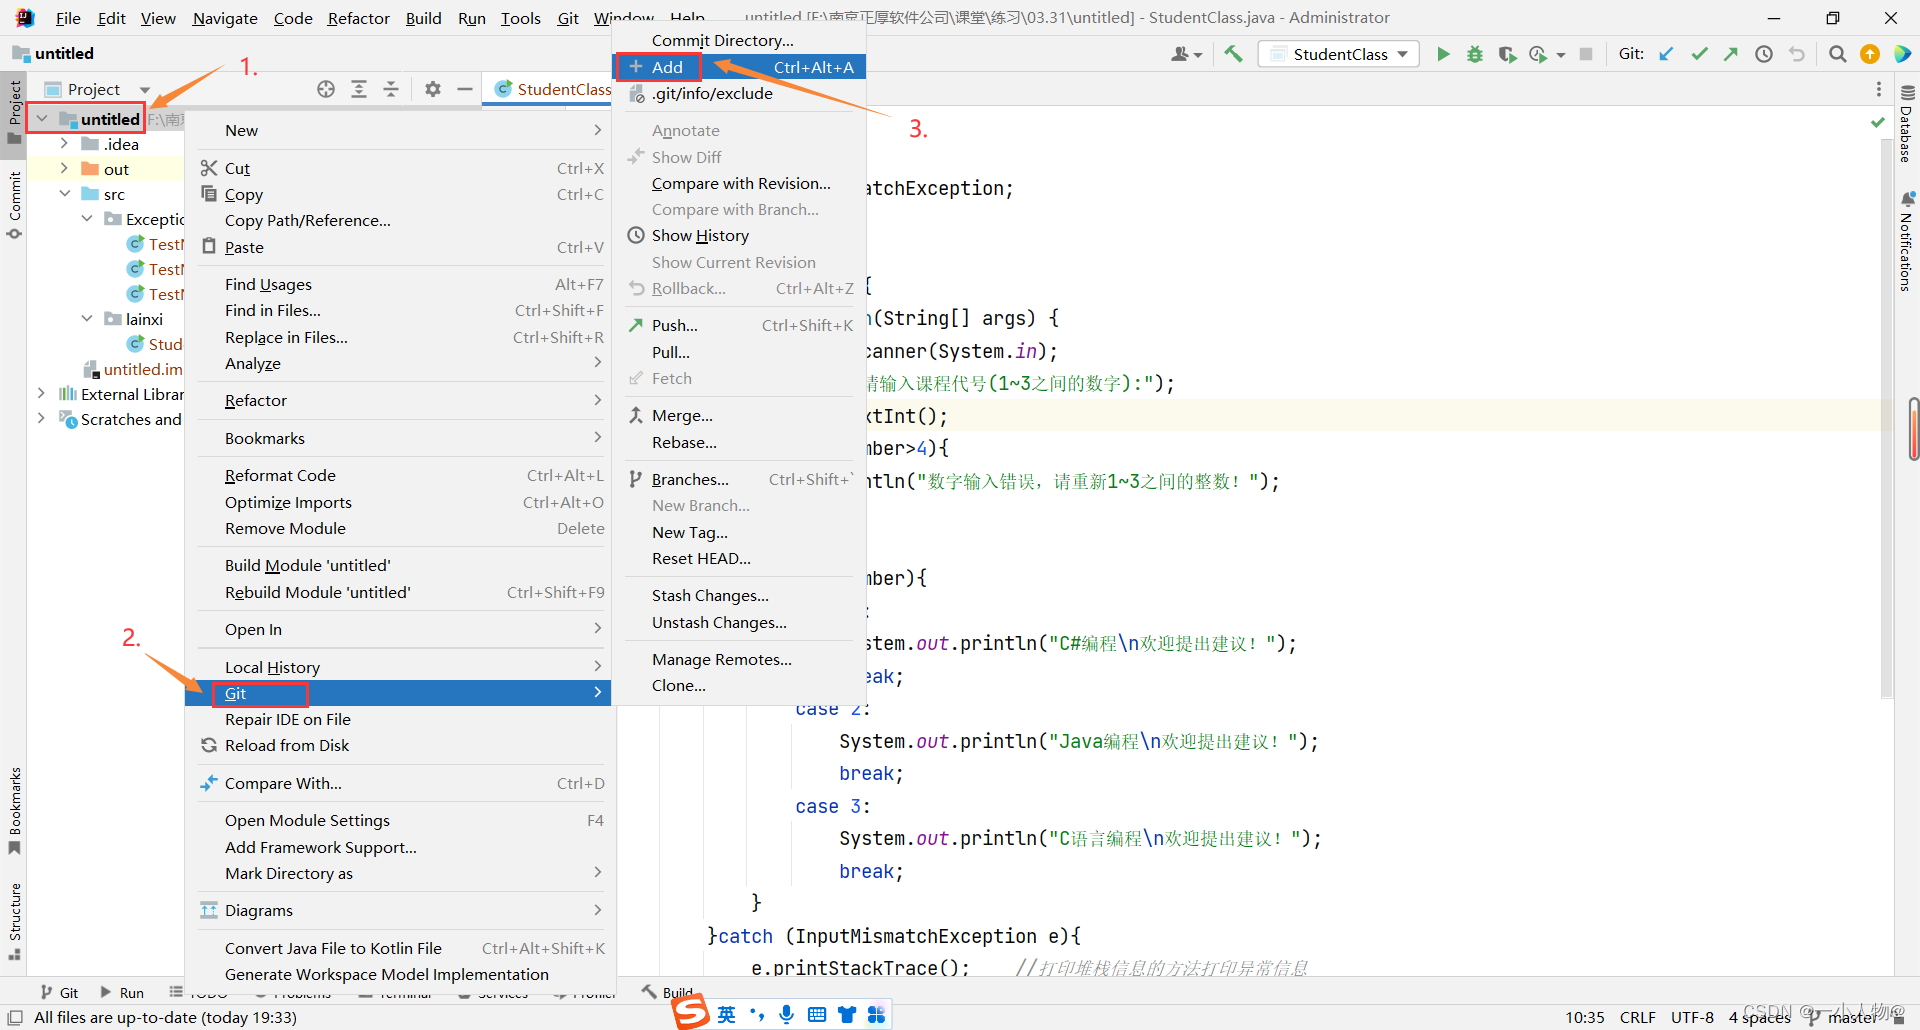 File Edit View Navigate Code Refactor Build Run Tools Git Window Help untitled [F:\南京正厚软件公司\课堂\练习\03.31\untitled] - StudentClass.java - Administrator
untitled
StudentClass
Git:
Project
StudentClass
1.
2.
3.
untitled F:\南京
.idea
out
src
Exceptio
Test
Test
Test
lainxi
Stud
untitled.im
External Librar
Scratches and
New
Cut Ctrl+X
Copy Ctrl+C
Copy Path/Reference...
Paste Ctrl+V
Find Usages Alt+F7
Find in Files... Ctrl+Shift+F
Replace in Files... Ctrl+Shift+R
Analyze
Refactor
Bookmarks
Reformat Code Ctrl+Alt+L
Optimize Imports Ctrl+Alt+O
Remove Module Delete
Build Module 'untitled'
Rebuild Module 'untitled' Ctrl+Shift+F9
Open In
Local History
Git
Repair IDE on File
Reload from Disk
Compare With... Ctrl+D
Open Module Settings F4
Add Framework Support...
Mark Directory as
Diagrams
Convert Java File to Kotlin File Ctrl+Alt+Shift+K
Generate Workspace Model Implementation
Commit Directory...
Add Ctrl+Alt+A
.git/info/exclude
Annotate
Show Diff
Compare with Revision...
Compare with Branch...
Show History
Show Current Revision
Rollback... Ctrl+Alt+Z
Push... Ctrl+Shift+K
Pull...
Fetch
Merge...
Rebase...
Branches... Ctrl+Shift+`
New Branch...
New Tag...
Reset HEAD...
Stash Changes...
Unstash Changes...
Manage Remotes...
Clone...
atchException;
{
n(String[] args) {
canner(System.in);
请输入课程代号(1~3之间的数字):");
xtInt();
mber>4){
ntln("数字输入错误，请重新1~3之间的整数！");
mber){
:
stem.out.println("C#编程\n欢迎提出建议！");
eak;
case 2:
System.out.println("Java编程\n欢迎提出建议！");
break;
case 3:
System.out.println("C语言编程\n欢迎提出建议！");
break;
}
}catch (InputMismatchException e){
e.printStackTrace(); //打印堆栈信息的方法打印异常信息
Project
Commit
Bookmarks
Structure
Database
Notifications
Git Run TODO Problems Terminal Services Profiler Build
英
All files are up-to-date (today 19:33)
10:35 CRLF UTF-8 4 spaces master
CSDN @一小人物@